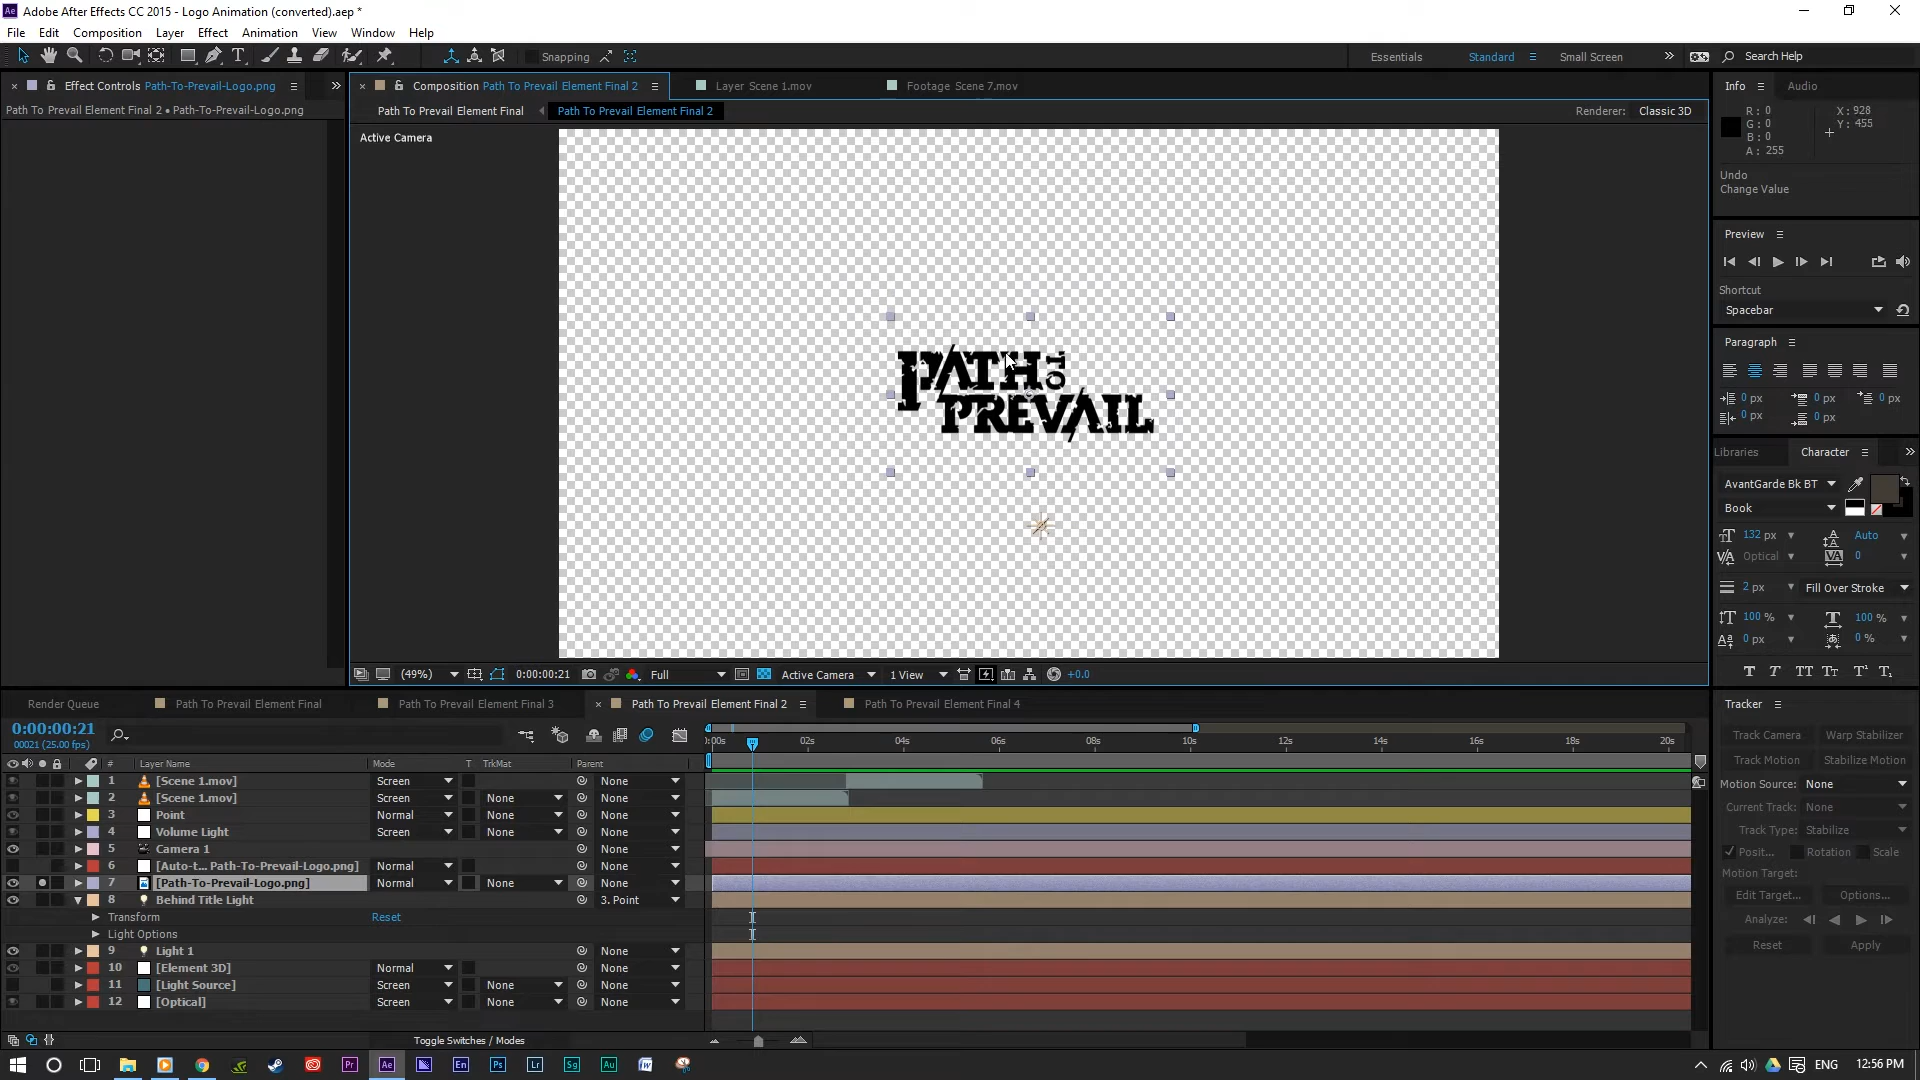 Ae Adobe After Effects CC 2015 - Logo Animation (converted).aep *
File Edit Composition Layer Effect Animation View Window Help
Snapping
Essentials Standard Small Screen Search Help
Effect Controls Path-To-Prevail-Logo.png
Path To Prevail Element Final 2 • Path-To-Prevail-Logo.png
Composition Path To Prevail Element Final 2
Layer Scene 1.mov
Footage Scene 7.mov
Path To Prevail Element Final
Path To Prevail Element Final 2
Renderer: Classic 3D
Active Camera
PATH TO
PREVAIL
(49%) 0:00:00:21 Full Active Camera 1 View +0.0
Info Audio
R: 0
G: 0
B: 0
A: 255
X: 928
Y: 455
Undo
Change Value
Preview
Shortcut
Spacebar
Paragraph
0 px 0 px 0 px
0 px 0 px
Libraries Character
AvantGarde Bk BT
Book
132 px Auto
Optical 0
2 px Fill Over Stroke
100 % 100 %
0 px 0 %
T T TT Tt T¹ T₁
Render Queue Path To Prevail Element Final Path To Prevail Element Final 3 Path To Prevail Element Final 2 Path To Prevail Element Final 4
0:00:00:21
00021 (25.00 fps)
):00s 02s 04s 06s 08s 10s 12s 14s 16s 18s 20s
# Layer Name Mode T TrkMat Parent
1 [Scene 1.mov] Screen None
2 [Scene 1.mov] Screen None None
3 Point Normal None None
4 Volume Light Screen None None
5 Camera 1 None
6 [Auto-t... Path-To-Prevail-Logo.png] Normal None
7 [Path-To-Prevail-Logo.png] Normal None None
8 Behind Title Light 3. Point
Transform Reset
Light Options
9 Light 1 None
10 [Element 3D] Normal None
11 [Light Source] Screen None None
12 [Optical] Screen None None
Toggle Switches / Modes
Tracker
Track Camera Warp Stabilizer
Track Motion Stabilize Motion
Motion Source: None
Current Track: None
Track Type: Stabilize
Posit... Rotation Scale
Motion Target:
Edit Target... Options...
Analyze:
Reset Apply
Pr Ae En Ps Lr Sg Au
ENG 12:56 PM